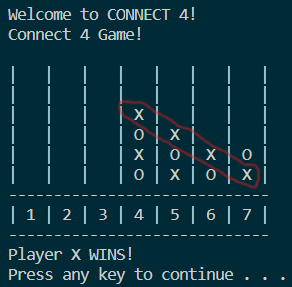 Welcome to CONNECT 4!
Connect 4 Game!
|   |   |   |   |   |   |   |
|   |   |   |   |   |   |   |
|   |   |   | X |   |   |   |
|   |   |   | O | X |   |   |
|   |   |   | X | O | X | O |
|   |   |   | O | X | O | X |
-----------------------------
| 1 | 2 | 3 | 4 | 5 | 6 | 7 |
-----------------------------
Player X WINS!
Press any key to continue . . .